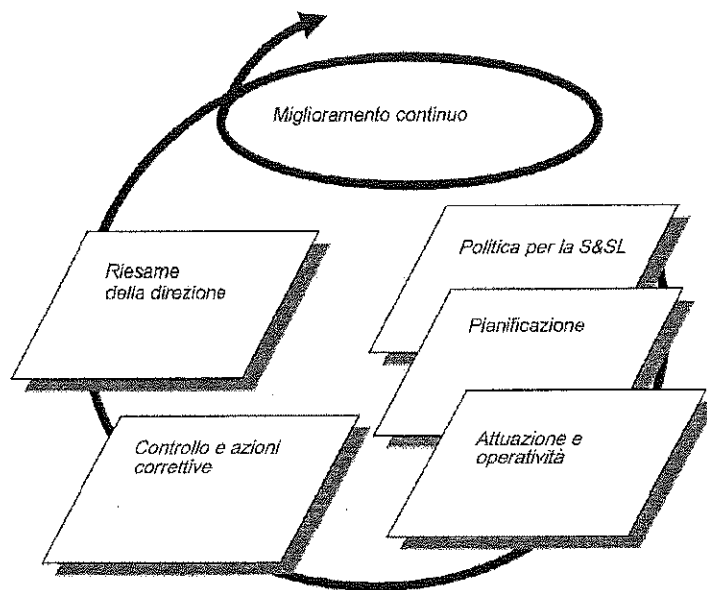 Miglioramento continuo
Politica per la S&SL
Pianificazione
Attuazione e
operatività
Controllo e azioni
correttive
Riesame
della direzione